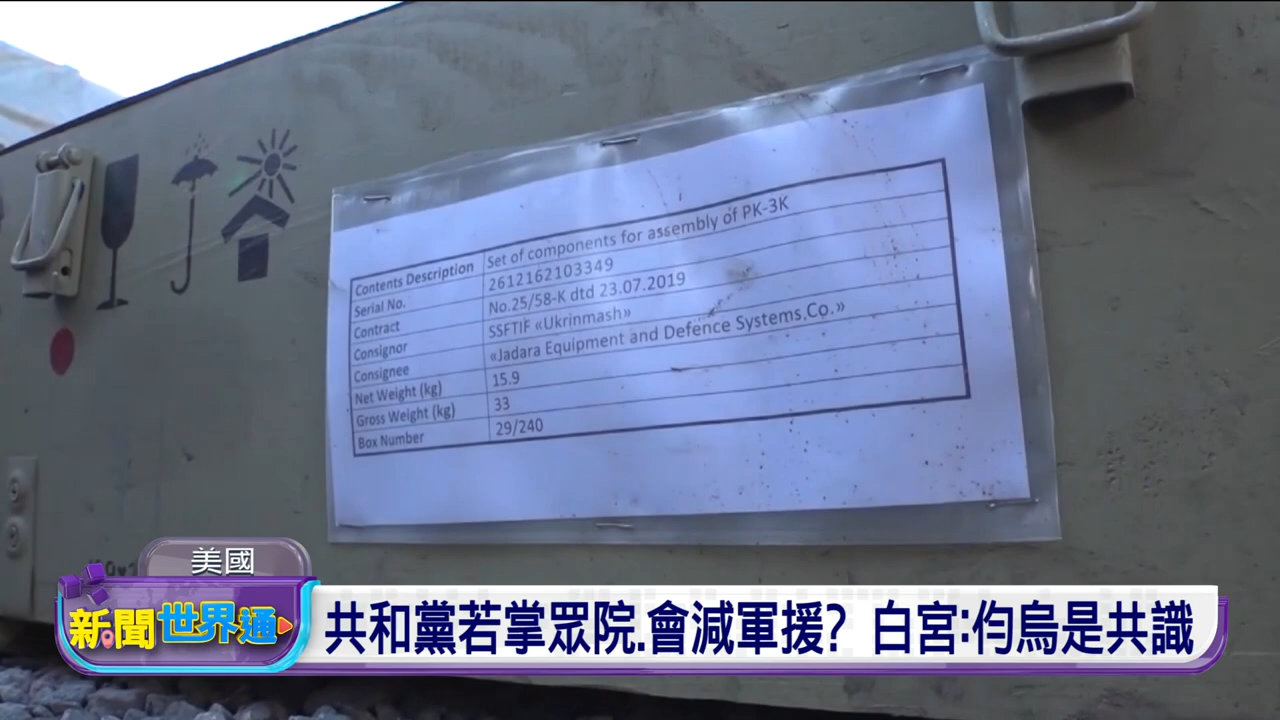 Contents Description Set of components for assembly of PK-3K
Serial No. 2612162103349
Contract No.25/58-K dtd 23.07.2019
Consignor SSFTIF «Ukrinmash»
Consignee «Jadara Equipment and Defence Systems Co.»
Net Weight (kg) 15.9
Gross Weight (kg) 33
Box Number 29/240
美國
新聞世界通
共和黨若掌眾院.會減軍援? 白宮:仱烏是共識